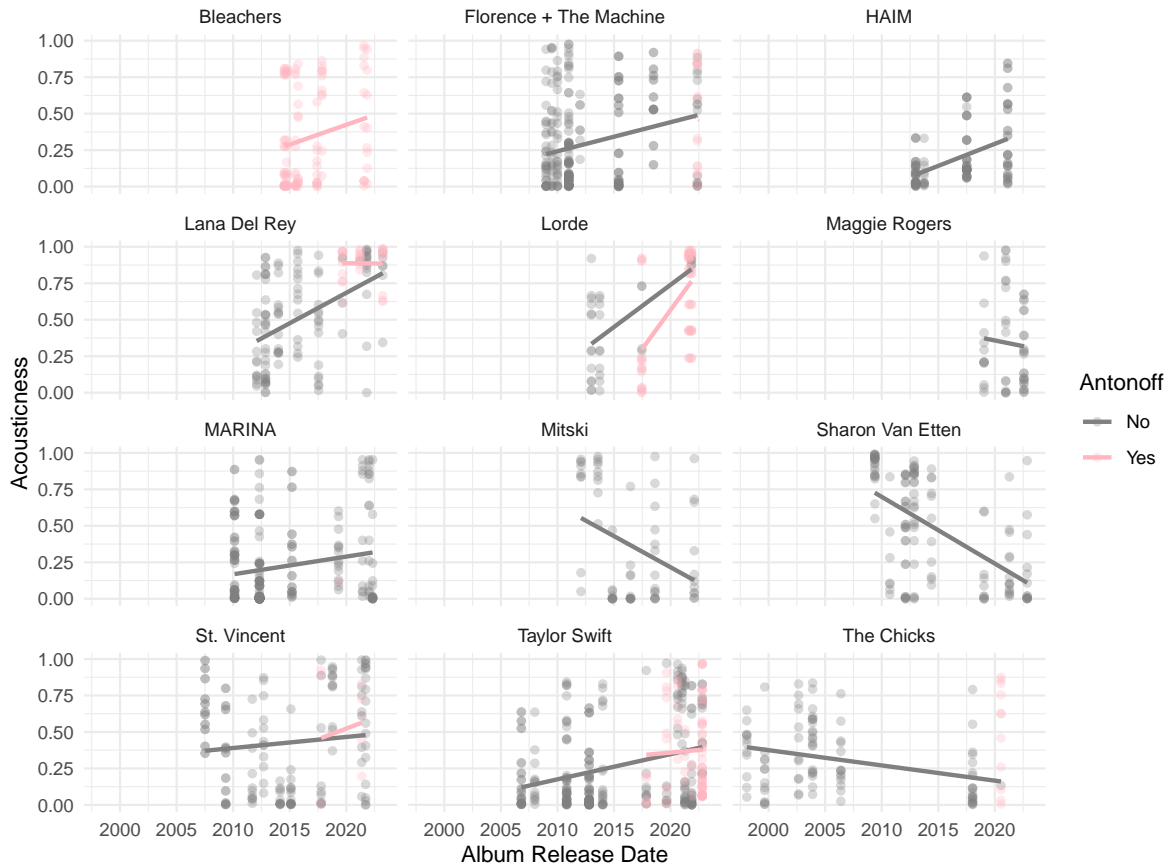 Bleachers Florence + The Machine HAIM
1.00
0.75
0.50
0.25
0.00
Lana Del Rey Lorde Maggie Rogers
1.00
0.75
0.50
0.25
0.00
MARINA Mitski Sharon Van Etten
1.00
0.75
0.50
0.25
0.00
St. Vincent Taylor Swift The Chicks
1.00
0.75
0.50
0.25
0.00
2000 2005 2010 2015 2020 2000 2005 2010 2015 2020 2000 2005 2010 2015 2020
Album Release Date
Acousticness
Antonoff
No
Yes